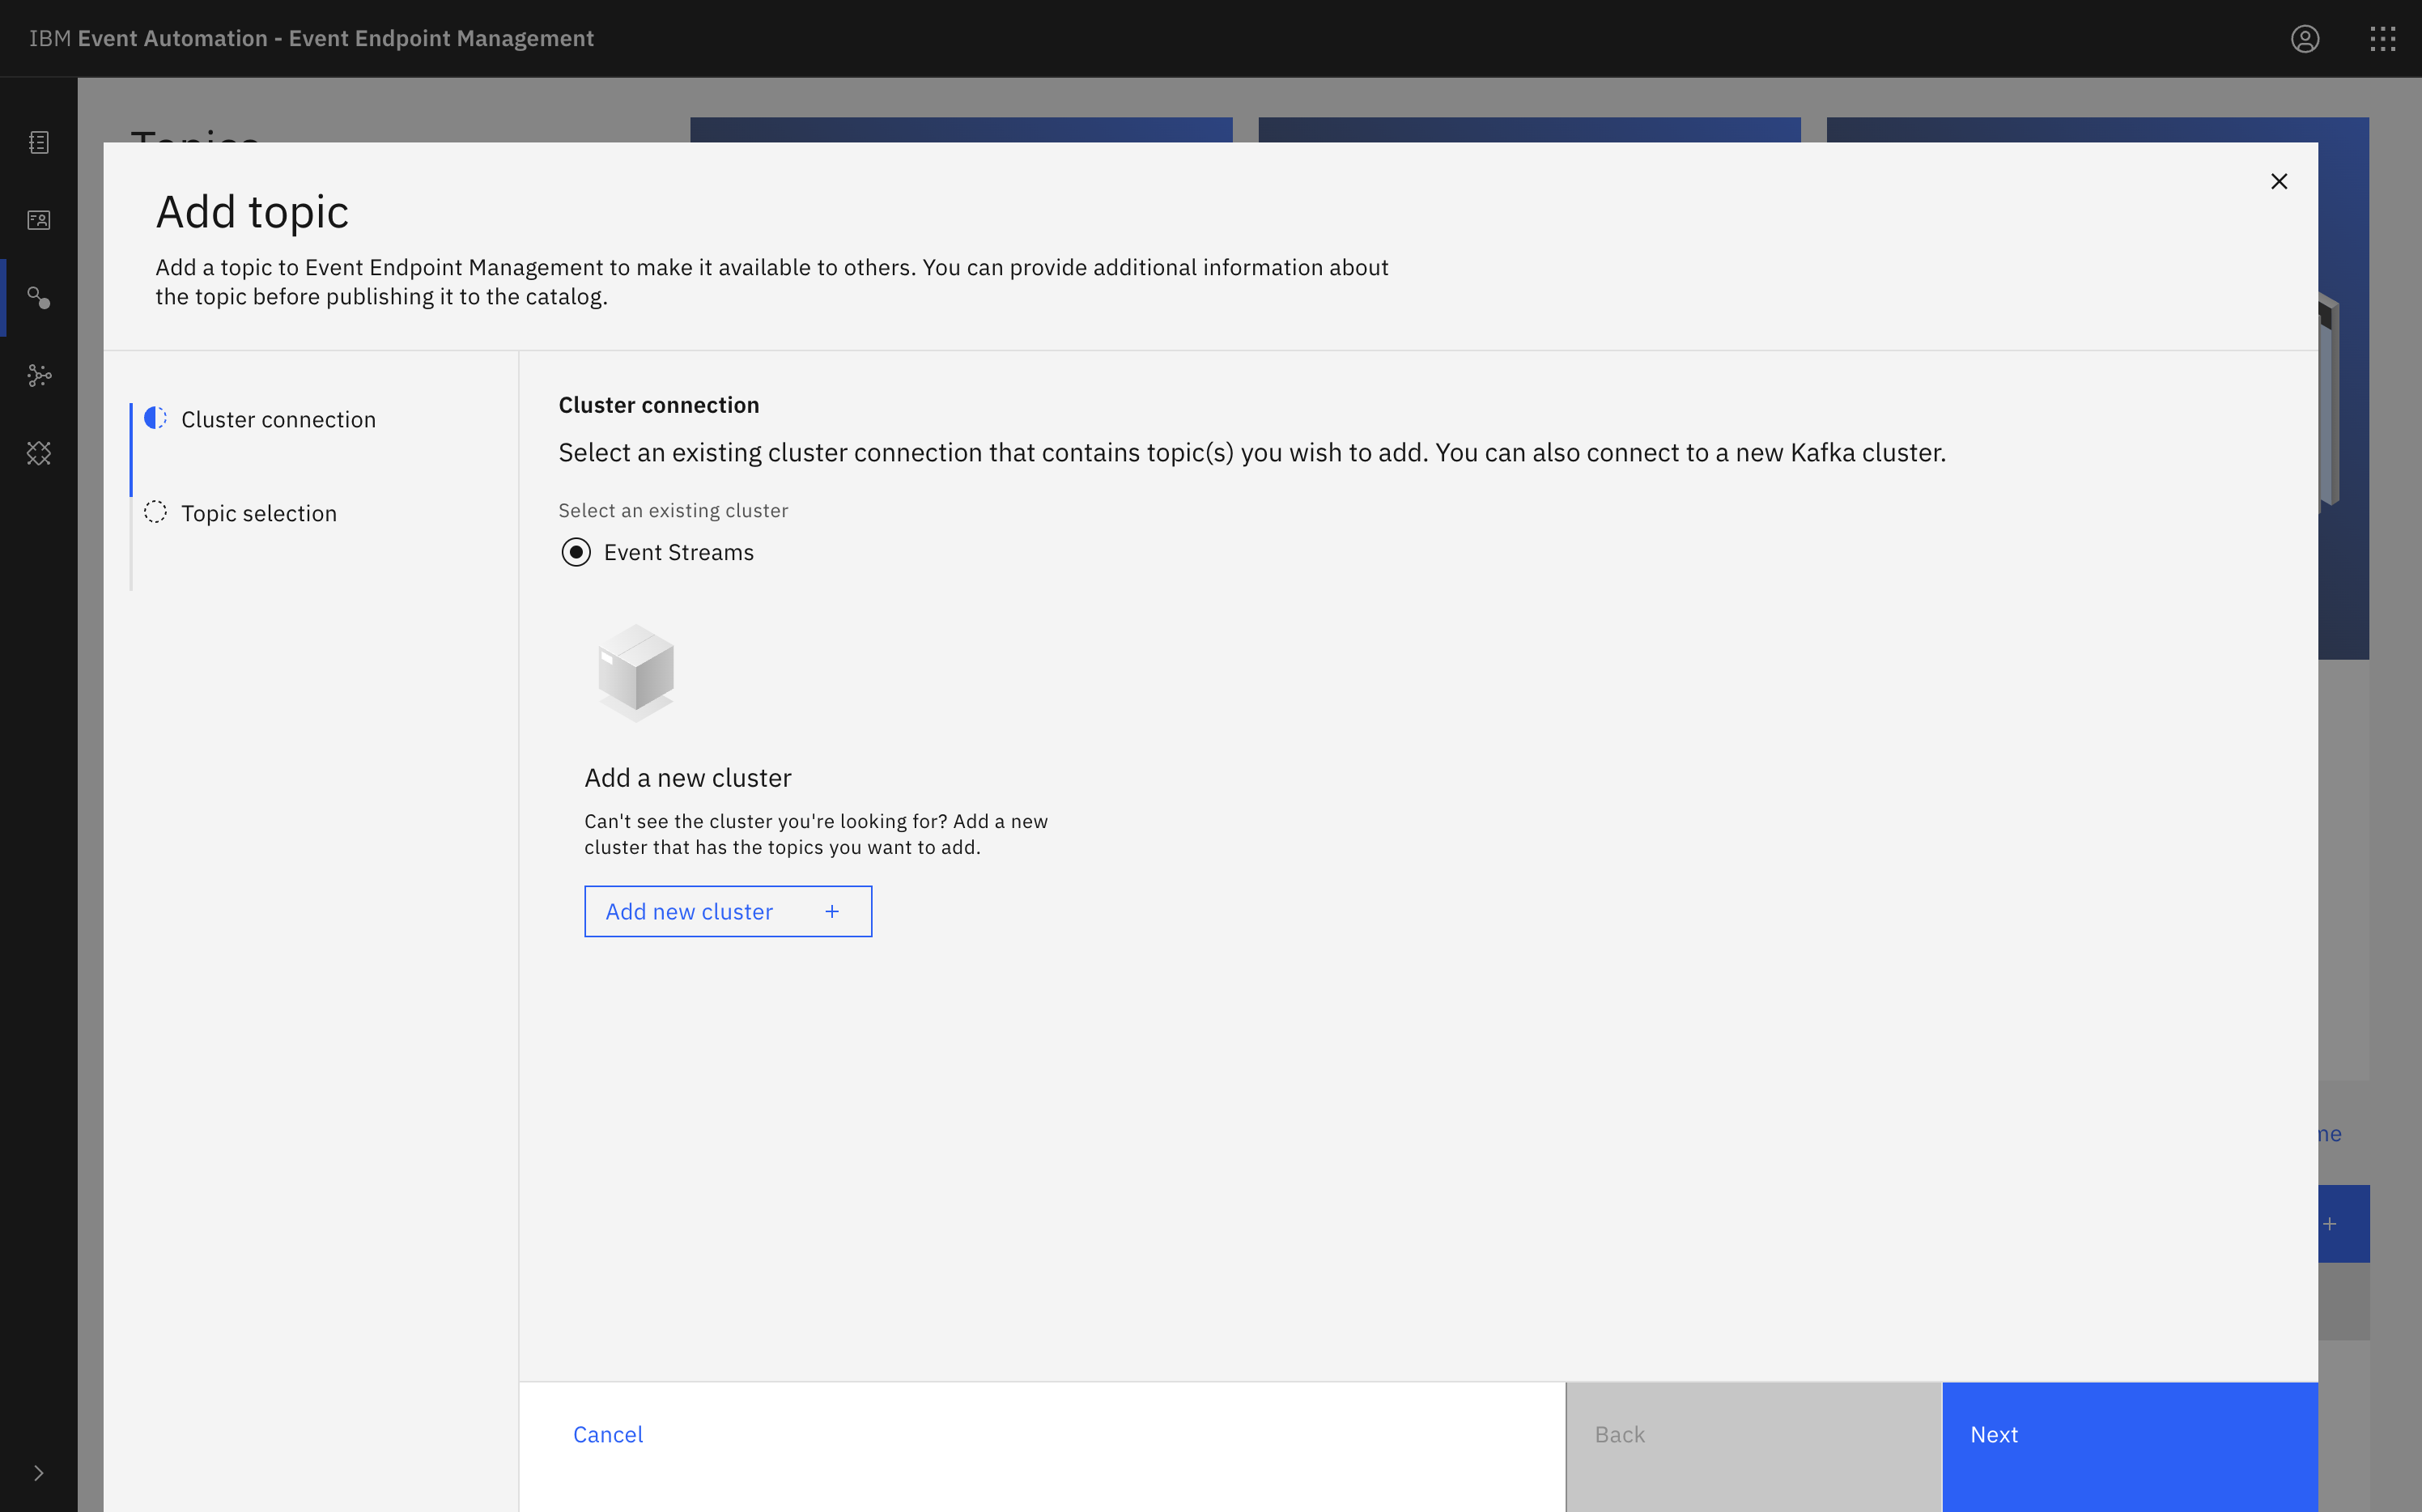 IBM Event Automation - Event Endpoint Management
Topics
Add topic
Add a topic to Event Endpoint Management to make it available to others. You can provide additional information about
the topic before publishing it to the catalog.
Cluster connection
Topic selection
Cluster connection
Select an existing cluster connection that contains topic(s) you wish to add. You can also connect to a new Kafka cluster.
Select an existing cluster
Event Streams
Add a new cluster
Can't see the cluster you're looking for? Add a new
cluster that has the topics you want to add.
Add new cluster +
Cancel
Back
Next